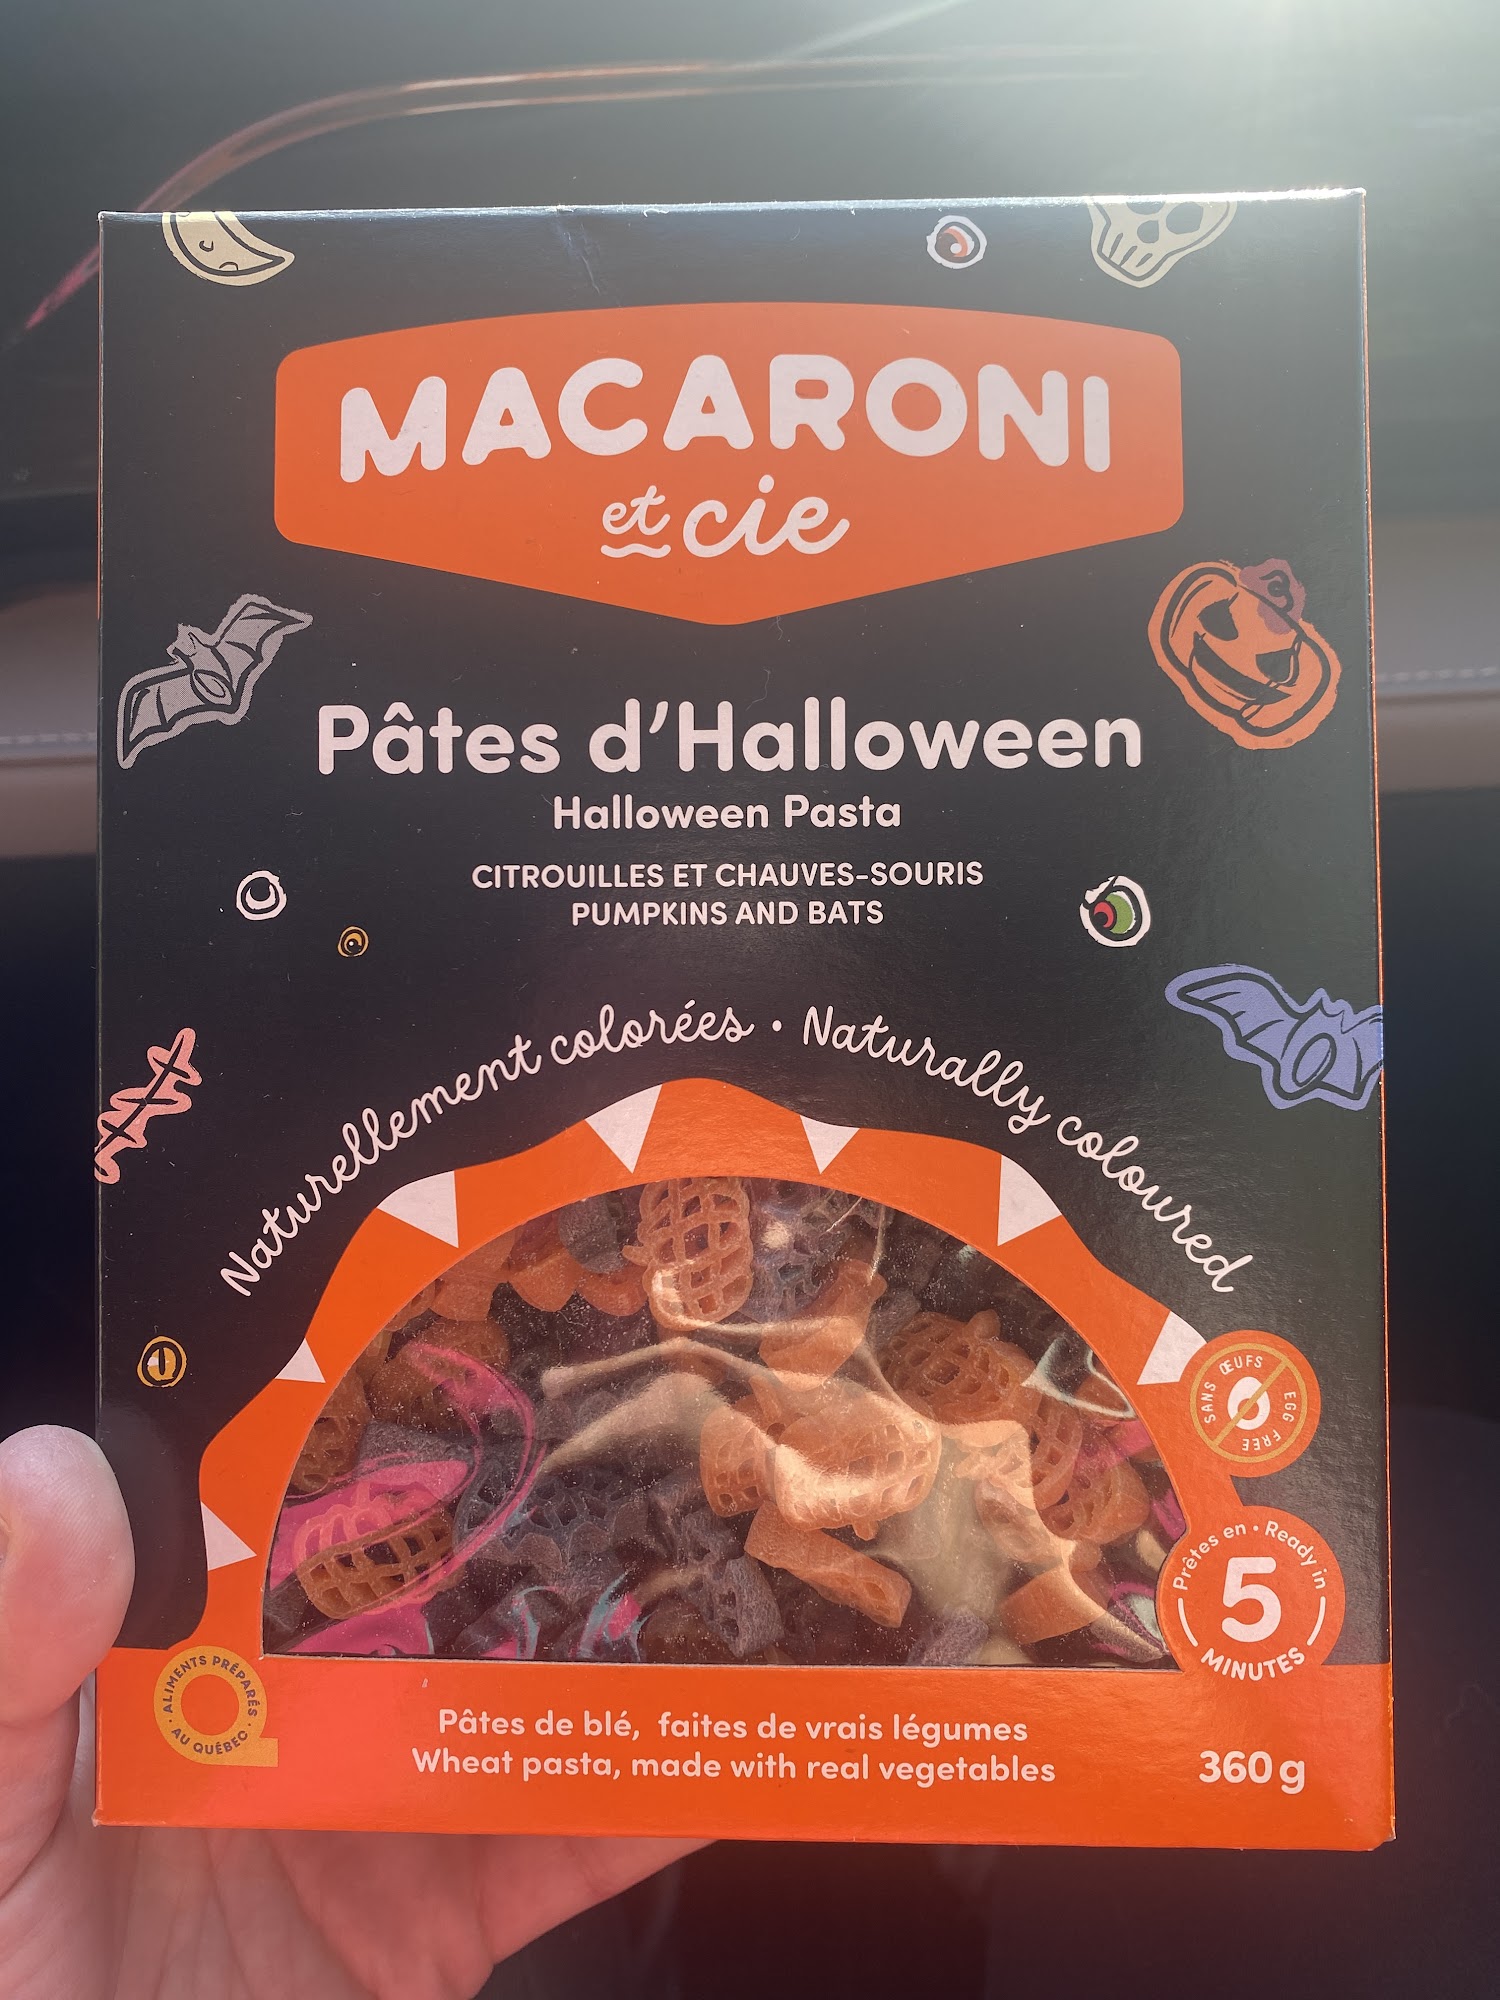 MACARONI
et cie
Pâtes d'Halloween
Halloween Pasta
CITROUILLES ET CHAUVES-SOURIS
PUMPKINS AND BATS
Naturellement colorées • Naturally coloured
SANS ŒUFS
EGG FREE
Prêtes en • Ready in
5
MINUTES
ALIMENTS PRÉPARÉS
AU QUÉBEC
Pâtes de blé, faites de vrais légumes
Wheat pasta, made with real vegetables
360 g